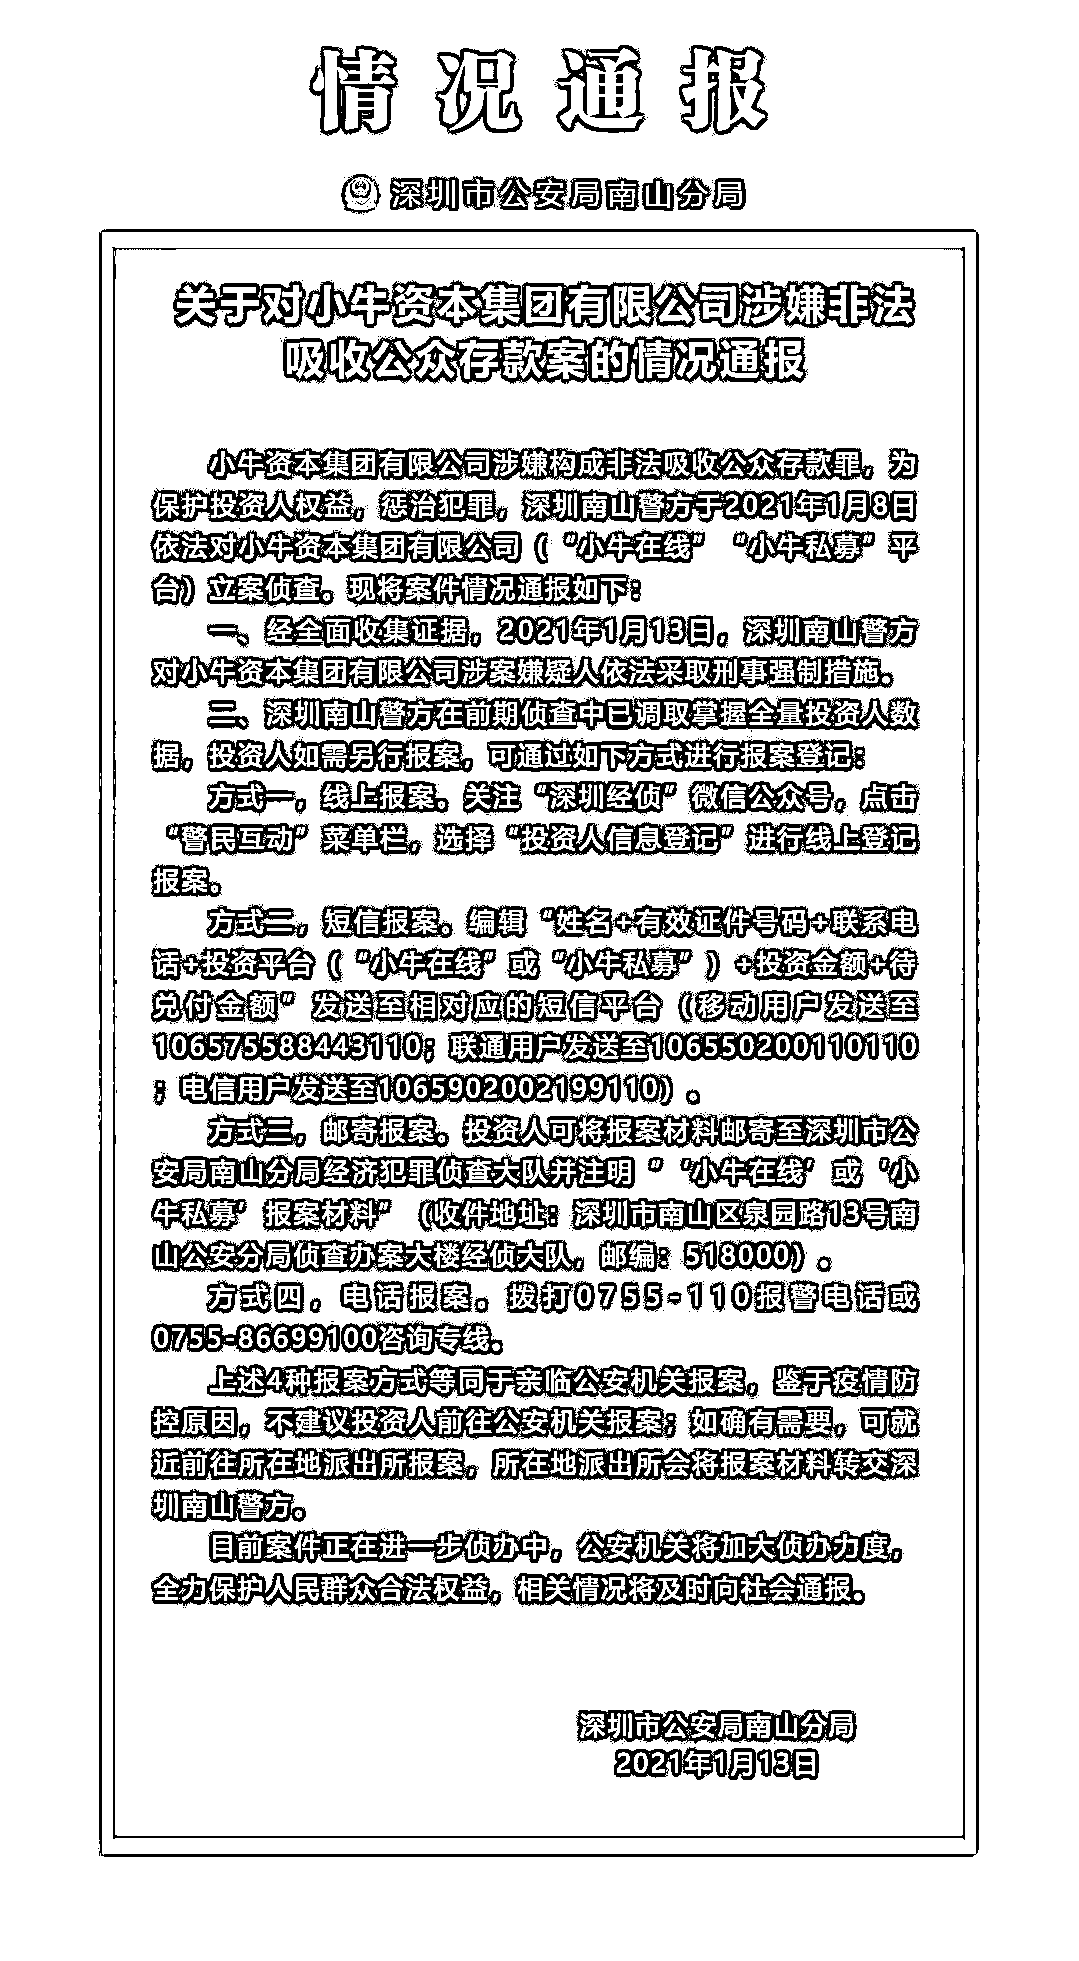 情况通报
深圳市公安局南山分局
关于对小牛资本集团有限公司涉嫌非法
吸收公众存款案的情况通报
小牛资本集团有限公司涉嫌构成非法吸收公众存款罪，为
保护投资人权益，惩治犯罪，深圳南山警方于2021年1月8日
依法对小牛资本集团有限公司（“小牛在线”“小牛私募”平
台）立案侦查。现将案件情况通报如下：
一、经全面收集证据，2021年1月13日，深圳南山警方
对小牛资本集团有限公司涉案嫌疑人依法采取刑事强制措施。
二、深圳南山警方在前期侦查中已调取掌握全量投资人数
据，投资人如需另行报案，可通过如下方式进行报案登记：
方式一，线上报案。关注“深圳经侦”微信公众号，点击
“警民互动”菜单栏，选择“投资人信息登记”进行线上登记
报案。
方式二，短信报案。编辑“姓名+有效证件号码+联系电
话+投资平台（“小牛在线”或“小牛私募”）+投资金额+待
兑付金额”发送至相对应的短信平台（移动用户发送至
106575588443110；联通用户发送至106550200110110
；电信用户发送至1065902002199110）。
方式三，邮寄报案。投资人可将报案材料邮寄至深圳市公
安局南山分局经济犯罪侦查大队并注明”‘小牛在线’或‘小
牛私募’报案材料”（收件地址：深圳市南山区泉园路13号南
山公安分局侦查办案大楼经侦大队，邮编：518000）。
方式四，电话报案。拨打0755-110报警电话或
0755-86699100咨询专线。
上述4种报案方式等同于亲临公安机关报案，鉴于疫情防
控原因，不建议投资人前往公安机关报案；如确有需要，可就
近前往所在地派出所报案，所在地派出所会将报案材料转交深
圳南山警方。
目前案件正在进一步侦办中，公安机关将加大侦办力度，
全力保护人民群众合法权益，相关情况将及时向社会通报。
深圳市公安局南山分局
2021年1月13日